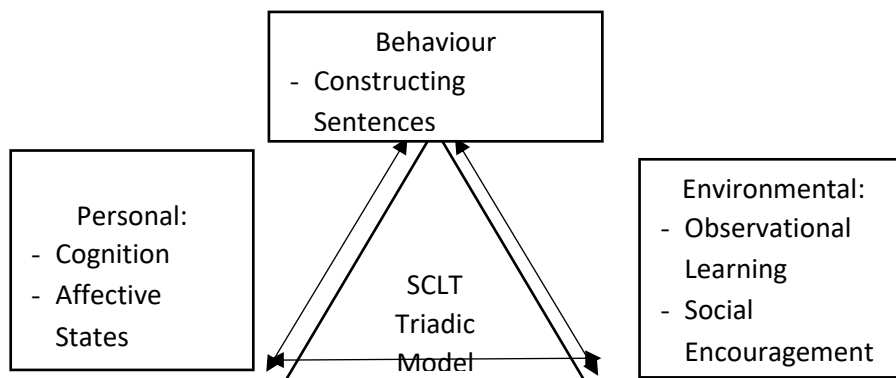 Behaviour
- Constructing
Sentences
Personal:
- Cognition
- Affective
States
SCLT
Triadic
Model
Environmental:
- Observational
Learning
- Social
Encouragement